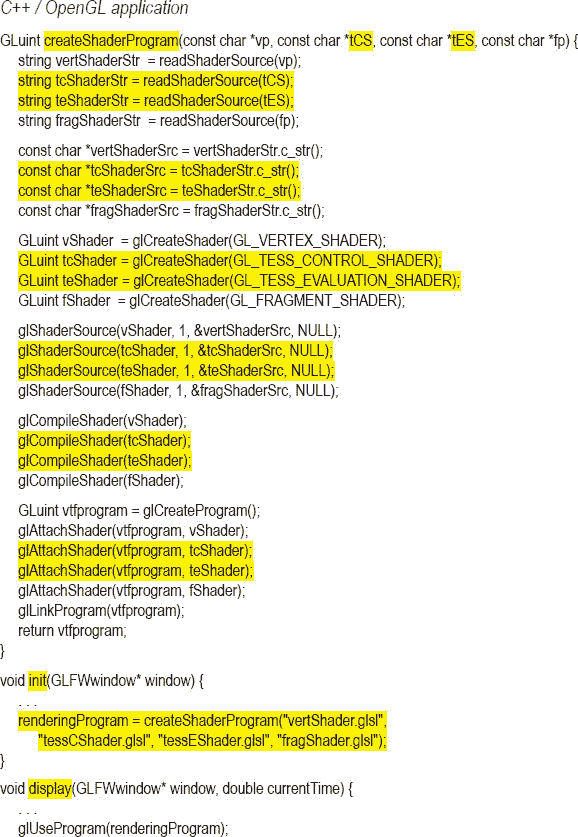 C++ / OpenGL application
GLuint createShaderProgram(const char *vp, const char *tCS, const char *tES, const char *fp) {
string vertShaderStr = readShaderSource(vp);
string tcShaderStr = readShaderSource(tCS);
string teShaderStr = readShaderSource(tES);
string fragShaderStr = readShaderSource(fp);
const char *vertShaderSrc = vertShaderStr.c_str();
const char *tcShaderSrc = tcShaderStr.c_str();
const char *teShaderSrc = teShaderStr.c_str();
const char *fragShaderSrc = fragShaderStr.c_str();
GLuint vShader = glCreateShader(GL_VERTEX_SHADER);
GLuint tcShader = glCreateShader(GL_TESS_CONTROL_SHADER);
GLuint teShader = glCreateShader(GL_TESS_EVALUATION_SHADER);
GLuint fShader = glCreateShader(GL_FRAGMENT_SHADER);
glShaderSource(vShader, 1, &vertShaderSrc, NULL);
glShaderSource(tcShader, 1, &tcShaderSrc, NULL);
glShaderSource(teShader, 1, &teShaderSrc, NULL);
glShaderSource(fShader, 1, &fragShaderSrc, NULL);
glCompileShader(vShader);
glCompileShader(tcShader);
glCompileShader(teShader);
glCompileShader(fShader);
GLuint vtfprogram = glCreateProgram();
glAttachShader(vtfprogram, vShader);
glAttachShader(vtfprogram, tcShader);
glAttachShader(vtfprogram, teShader);
glAttachShader(vtfprogram, fShader);
glLinkProgram(vtfprogram);
return vtfprogram;
}
void init(GLFWwindow* window) {
. . .
renderingProgram = createShaderProgram("vertShader.glsl",
"tessCShader.glsl", "tessEShader.glsl", "fragShader.glsl");
}
void display(GLFWwindow* window, double currentTime) {
. . .
glUseProgram(renderingProgram);